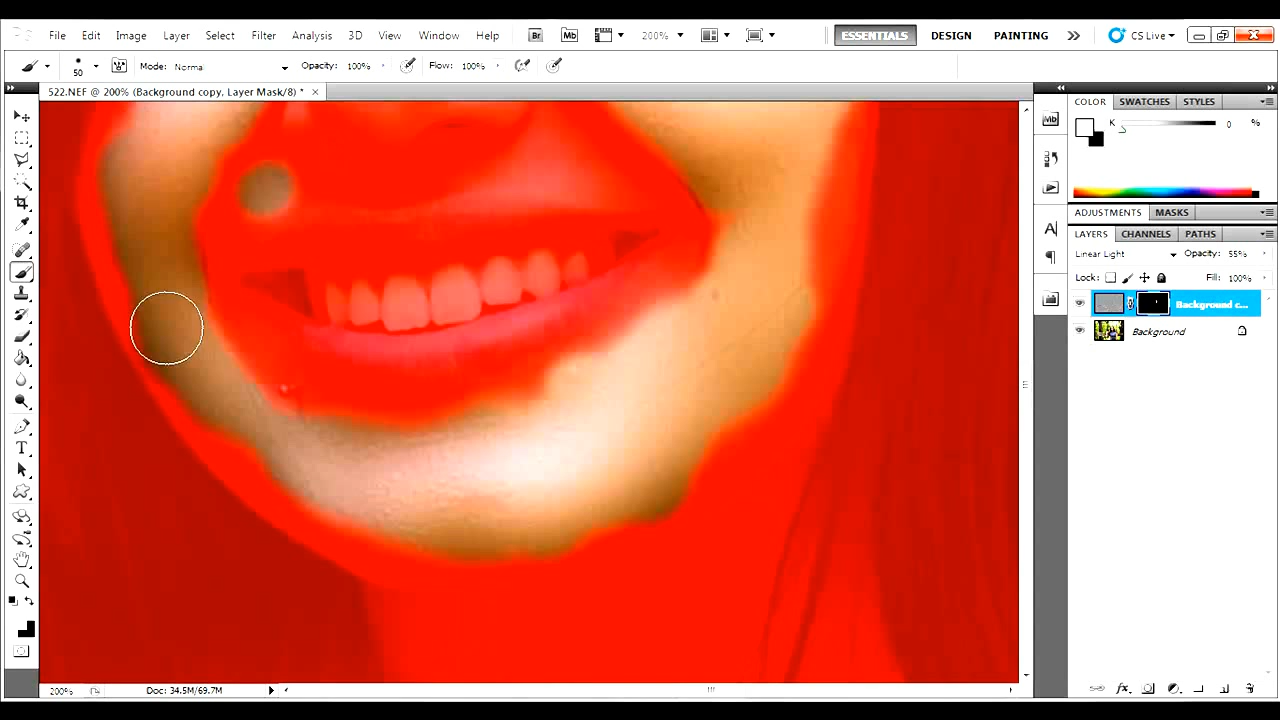 File Edit Image Layer Select Filter Analysis 3D View Window Help Br Mb 200% ESSENTIALS DESIGN PAINTING CS Live
50 Mode: Normal Opacity: 100% Flow: 100%
522.NEF @ 200% (Background copy, Layer Mask/8) *
COLOR SWATCHES STYLES
K 0 %
ADJUSTMENTS MASKS
LAYERS CHANNELS PATHS
Linear Light Opacity: 55%
Lock: Fill: 100%
Background c...
Background
Mb
A
T
fx
200% Doc: 34.5M/69.7M